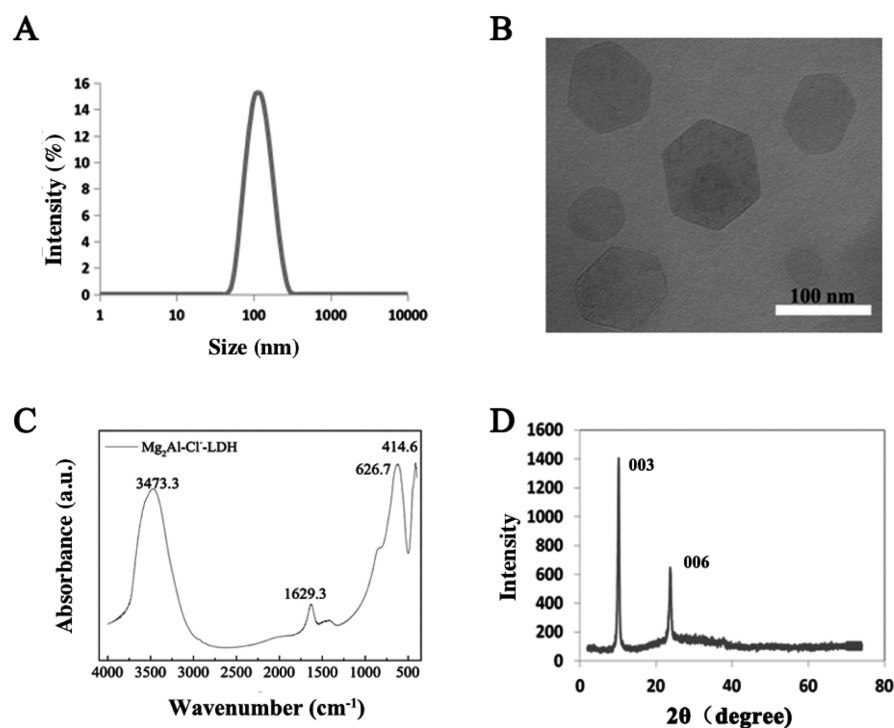 A
Intensity (%)
16
14
12
10
8
6
4
2
0
1 10 100 1000 10000
Size (nm)
B
100 nm
C
Mg₂Al-Cl⁻-LDH
3473.3
1629.3
626.7
414.6
Absorbance (a.u.)
4000 3500 3000 2500 2000 1500 1000 500
Wavenumber (cm⁻¹)
D
Intensity
1600
1400
1200
1000
800
600
400
200
0
003
006
0 20 40 60 80
2θ（degree)